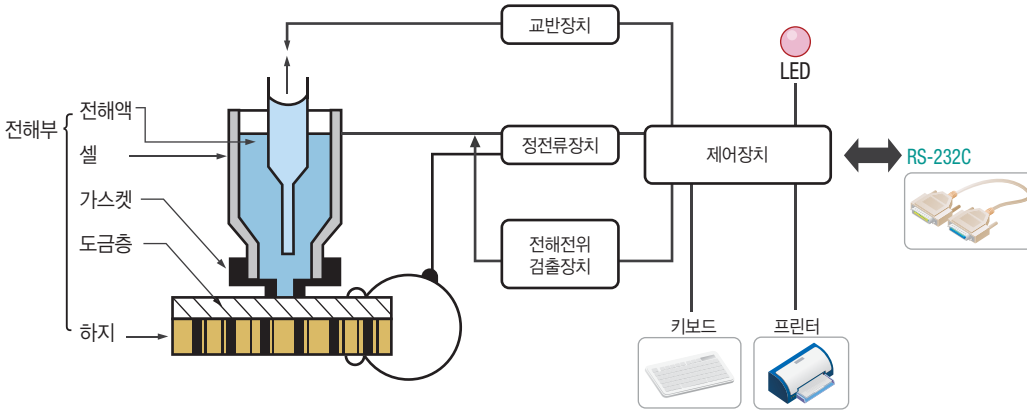 교반장치
LED
전해부
전해액
셀
가스켓
도금층
하지
정전류장치
제어장치
RS-232C
전해전위
검출장치
키보드
프린터